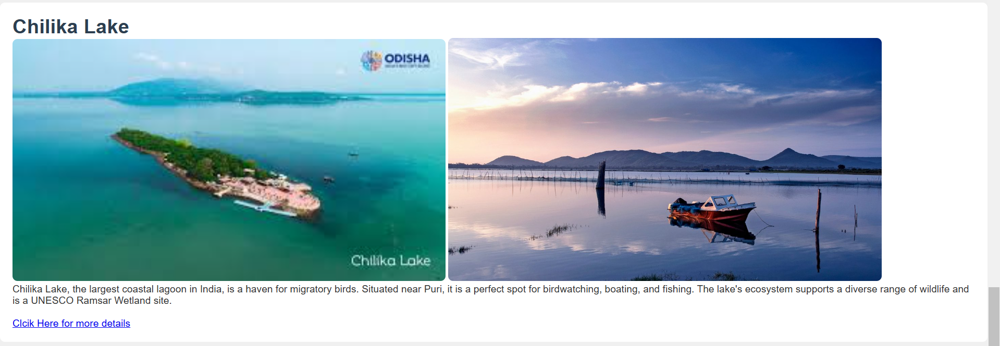 Chilika Lake
ODISHA
Chilika Lake
Chilika Lake, the largest coastal lagoon in India, is a haven for migratory birds. Situated near Puri, it is a perfect spot for birdwatching, boating, and fishing. The lake's ecosystem supports a diverse range of wildlife and
is a UNESCO Ramsar Wetland site.
Clcik Here for more details